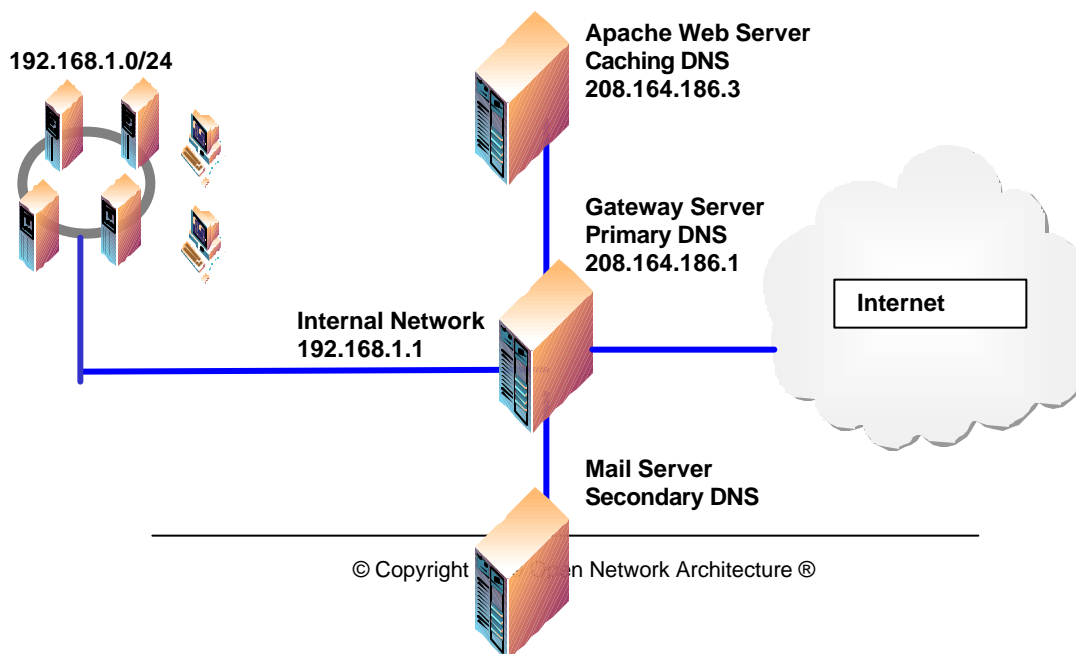 192.168.1.0/24
Apache Web Server
Caching DNS
208.164.186.3
Gateway Server
Primary DNS
208.164.186.1
Internet
Internal Network
192.168.1.1
Mail Server
Secondary DNS
© Copyright Network Architecture ®